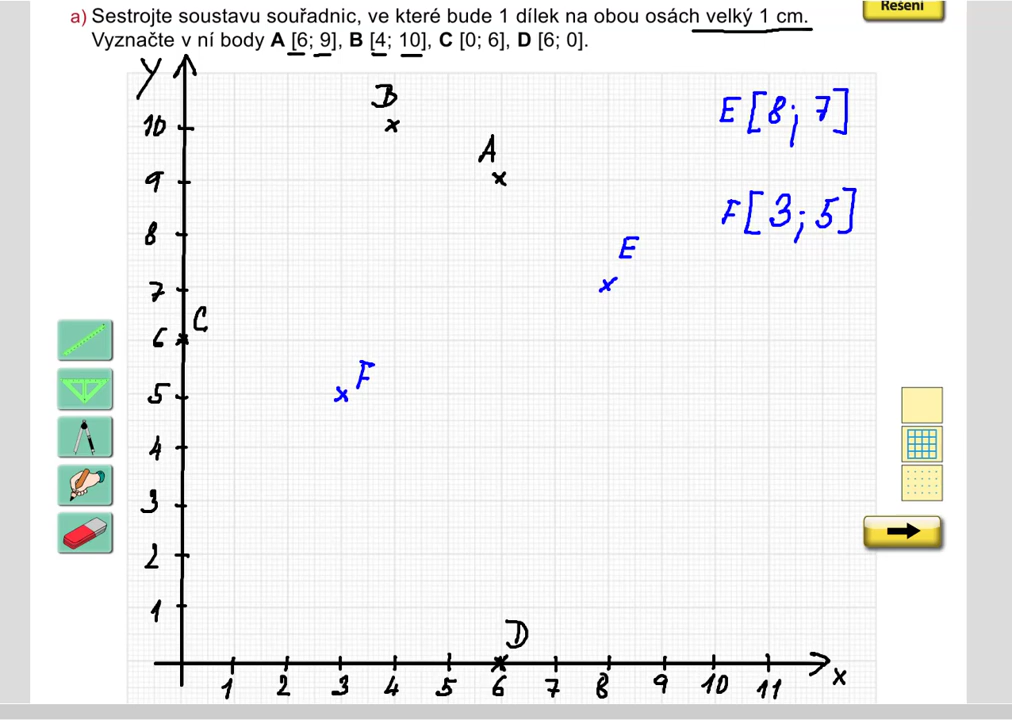 Řešení
a) Sestrojte soustavu souřadnic, ve které bude 1 dílek na obou osách velký 1 cm.
Vyznačte v ní body A [6; 9], B [4; 10], C [0; 6], D [6; 0].
y
B
E [8; 7]
10
A
9
F [3; 5]
8
E
7
C
6
F
5
4
3
2
1
D
x
1 2 3 4 5 6 7 8 9 10 11